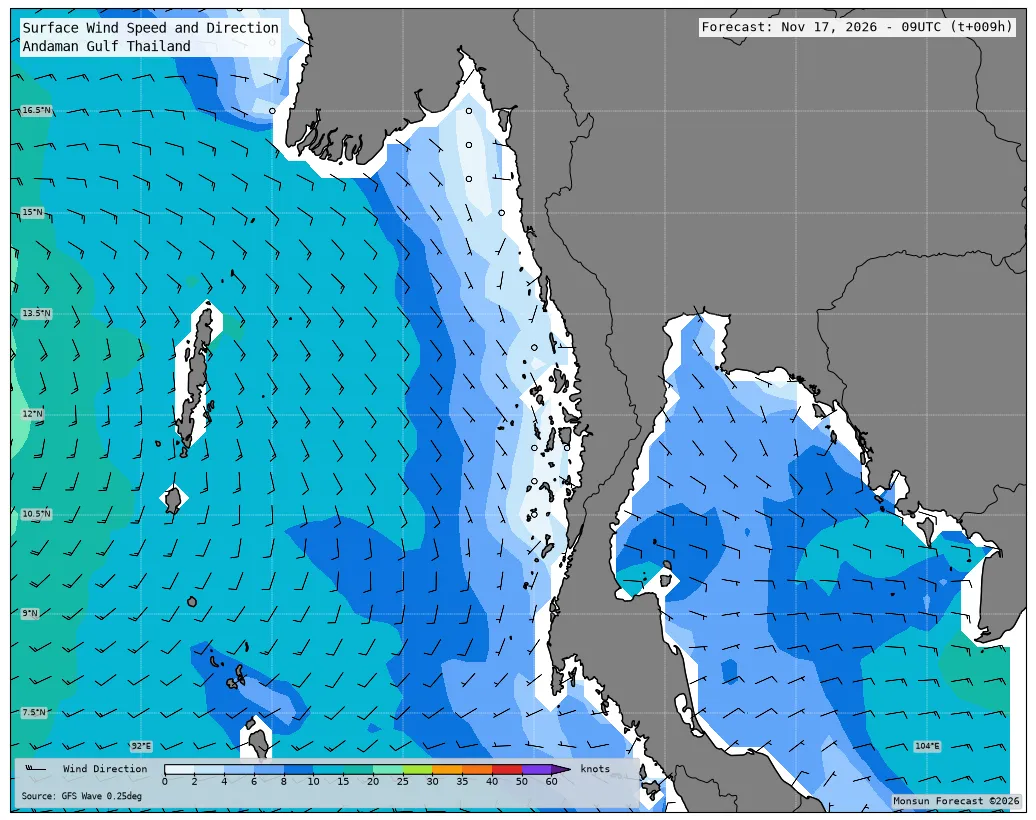 Surface Wind Speed and Direction
Andaman Gulf Thailand
Forecast: Nov 17, 2026 - 09UTC (t+009h)
16.5°N
15°N
13.5°N
12°N
10.5°N
9°N
7.5°N
92°E
104°E
Wind Direction
0 2 4 6 8 10 15 20 25 30 35 40 50 60 knots
Source: GFS Wave 0.25deg
Monsun Forecast ©2026